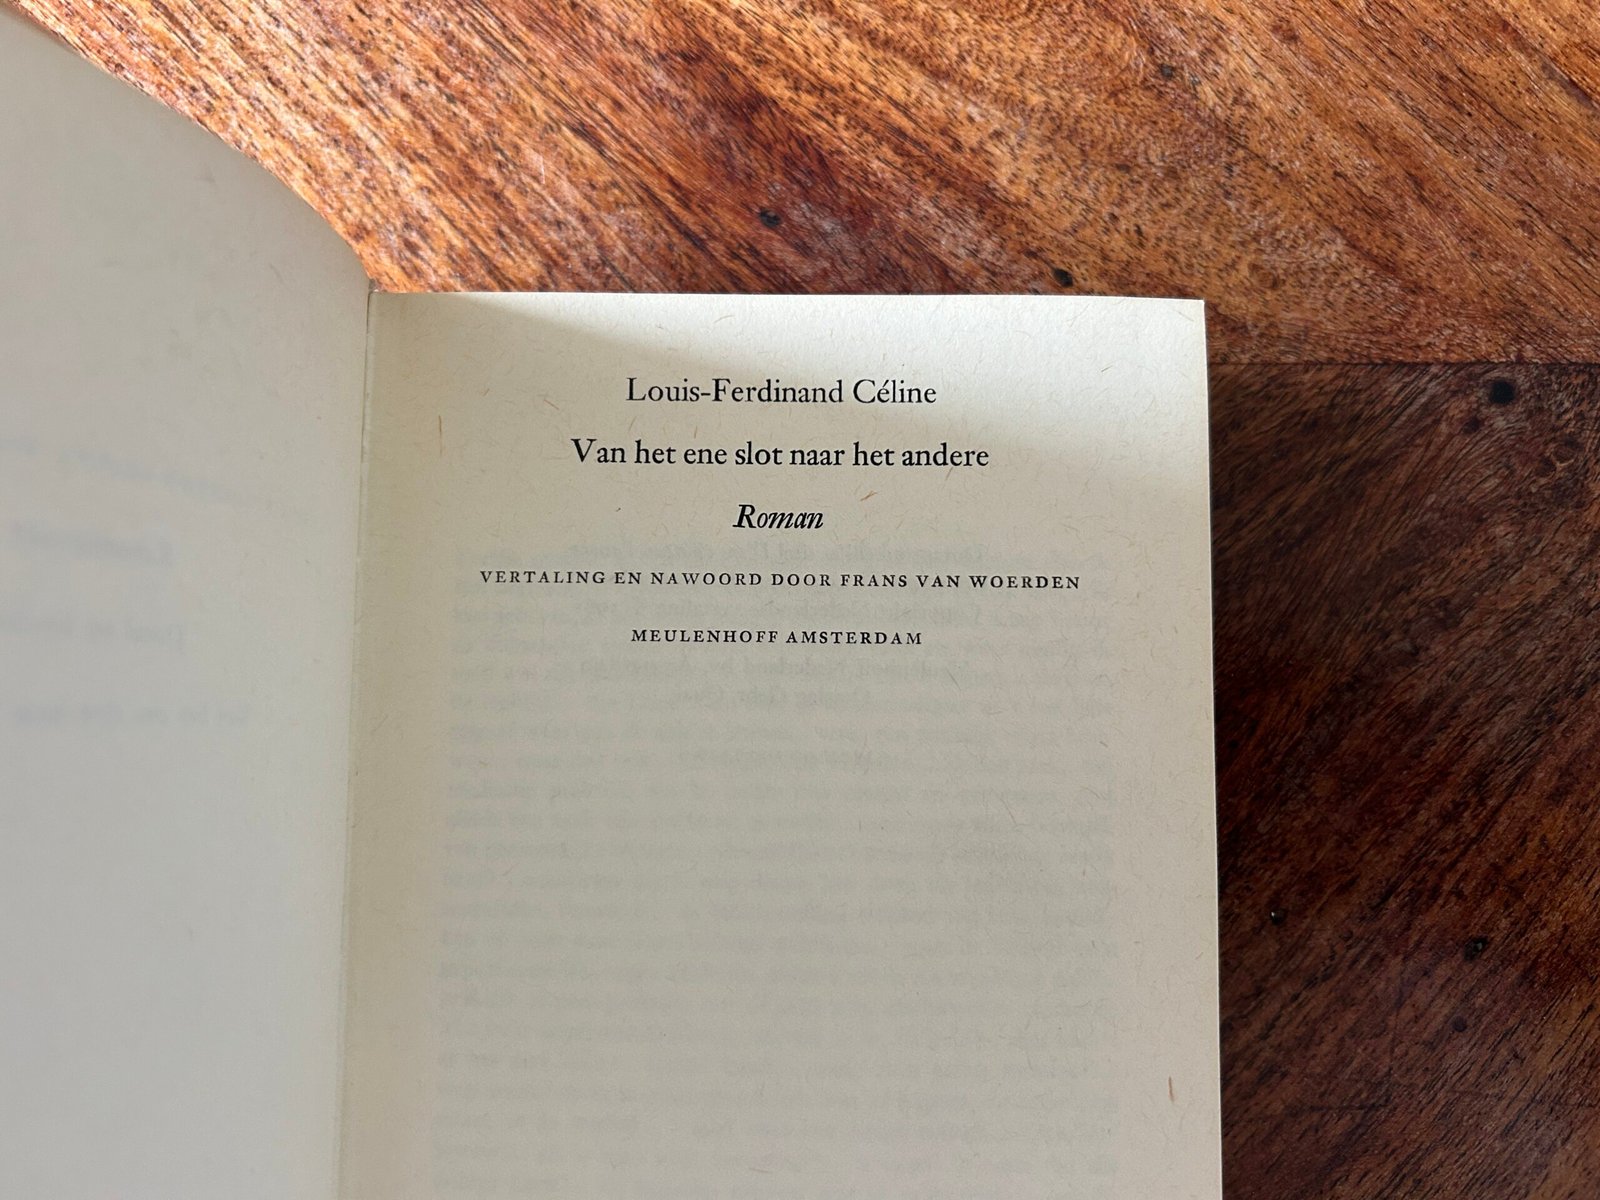 Louis-Ferdinand Céline
Van het ene slot naar het andere
Roman
VERTALING EN NAWOORD DOOR FRANS VAN WOERDEN
MEULENHOFF AMSTERDAM